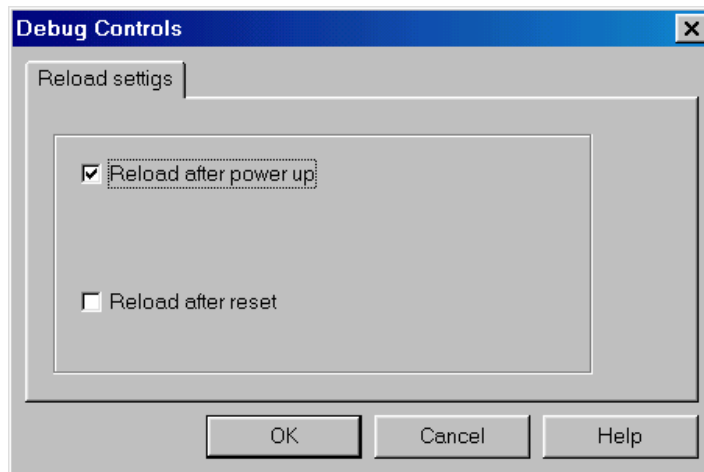 Debug Controls
Reload settigs
Reload after power up
Reload after reset
OK Cancel Help